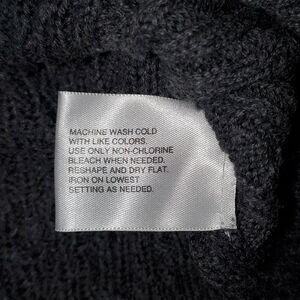 MACHINE WASH COLD
WITH LIKE COLORS.
USE ONLY NON-CHLORINE
BLEACH WHEN NEEDED.
RESHAPE AND DRY FLAT.
IRON ON LOWEST
SETTING AS NEEDED.